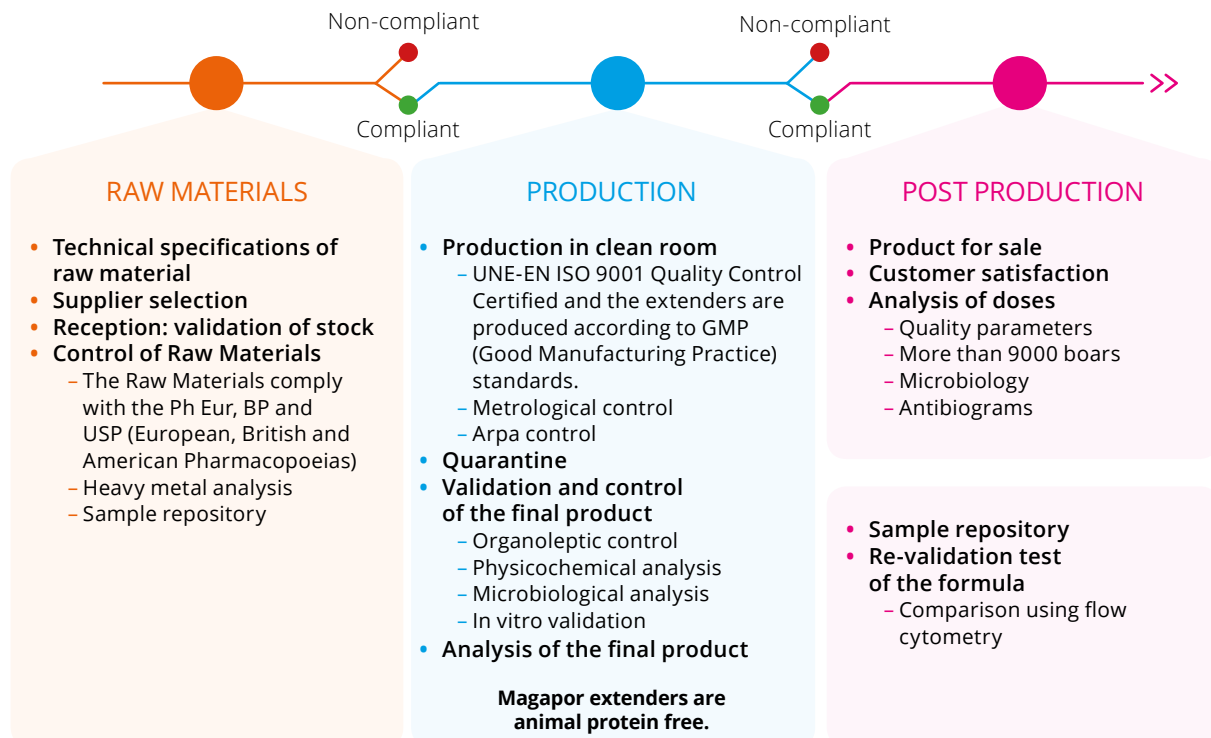 Non-compliant
Compliant
Non-compliant
Compliant
RAW MATERIALS
• Technical specifications of
raw material
• Supplier selection
• Reception: validation of stock
• Control of Raw Materials
– The Raw Materials comply
with the Ph Eur, BP and
USP (European, British and
American Pharmacopoeias)
– Heavy metal analysis
– Sample repository
PRODUCTION
• Production in clean room
– UNE-EN ISO 9001 Quality Control
Certified and the extenders are
produced according to GMP
(Good Manufacturing Practice)
standards.
– Metrological control
– Arpa control
• Quarantine
• Validation and control
of the final product
– Organoleptic control
– Physicochemical analysis
– Microbiological analysis
– In vitro validation
• Analysis of the final product
Magapor extenders are
animal protein free.
POST PRODUCTION
• Product for sale
• Customer satisfaction
• Analysis of doses
– Quality parameters
– More than 9000 boars
– Microbiology
– Antibiograms
• Sample repository
• Re-validation test
of the formula
– Comparison using flow
cytometry